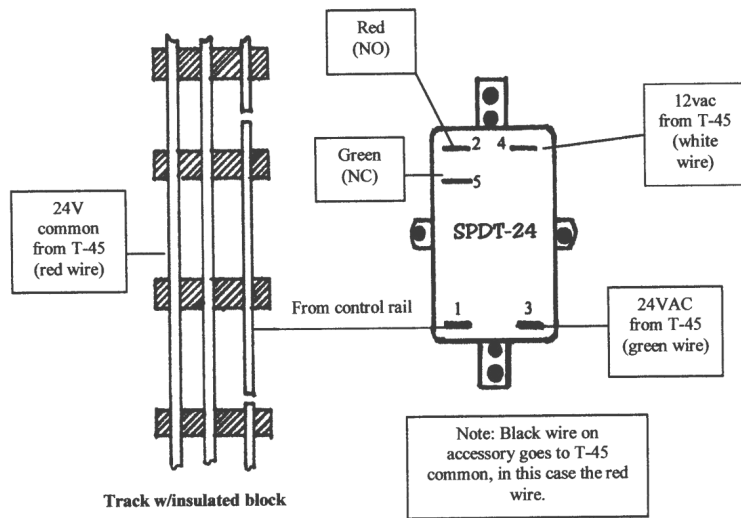 Red
(NO)
12vac
from T-45
(white
wire)
2 4
Green
(NC)
5
24V
common
from T-45
(red wire)
SPDT-24
From control rail
1 3
24VAC
from T-45
(green wire)
Note: Black wire on
accessory goes to T-45
common, in this case the red
wire.
Track w/insulated block